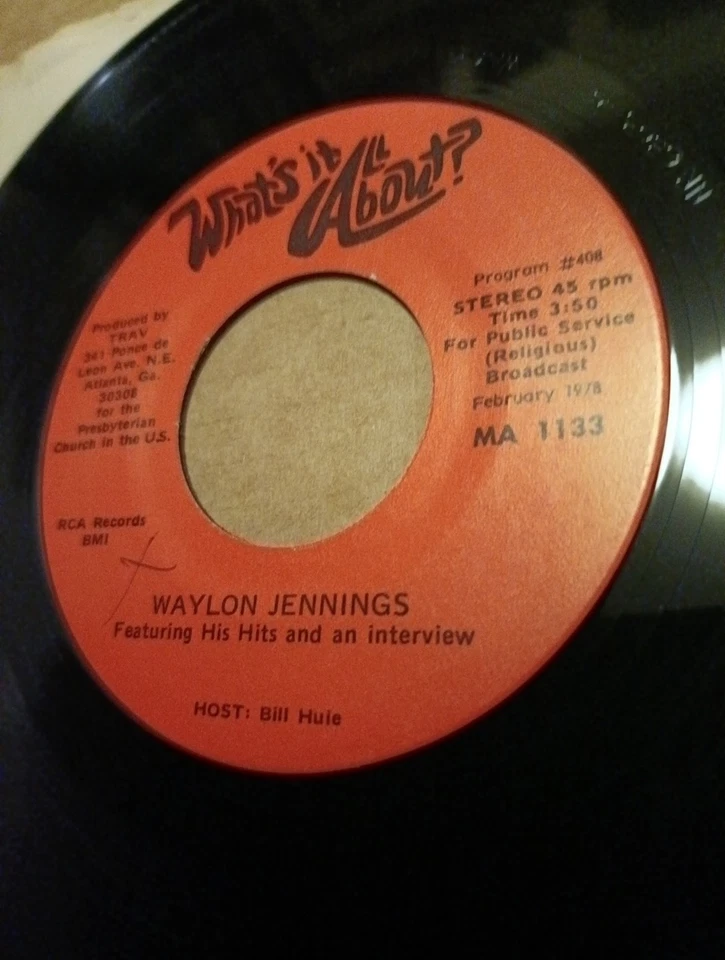 What's it All
About?
Program #408
STEREO 45 rpm
Time 3:50
For Public Service
(Religious)
Broadcast
February 1978
MA 1133
Produced by
TRAV
341 Ponce de
Leon Ave. N.E.
Atlanta, Ga.
30308
for the
Presbyterian
Church in the U.S.
RCA Records
BMI
WAYLON JENNINGS
Featuring His Hits and an interview
HOST: Bill Huie